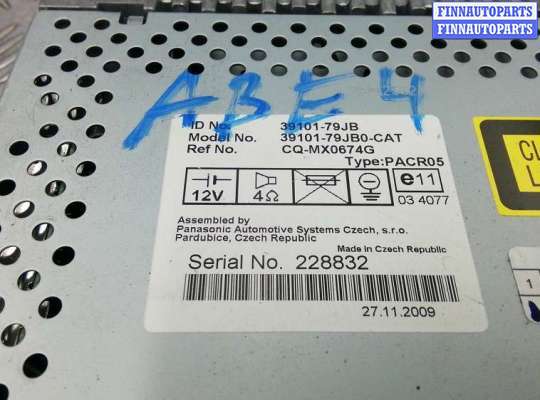 FINNAUTOPARTS
FINNAUTOPARTS
ABE4
ID No. 39101-79JB
Model No. 39101-79JB0-CAT
Ref No. CQ-MX0674G
Type:PACR05
12V
4Ω
e11
03 4077
Assembled by
Panasonic Automotive Systems Czech, s.r.o.
Pardubice, Czech Republic
Made in Czech Republic
Serial No. 228832
27.11.2009
CL
L
1